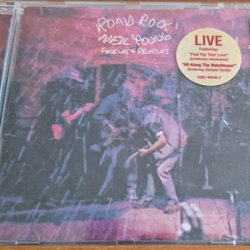 ROAD ROCK
NEIL YOUNG
FRIENDS & RELATIVES
LIVE
Featuring:
"Fool For Your Love"
(previously unreleased)
"All Along The Watchtower"
featuring Chrissie Hynde